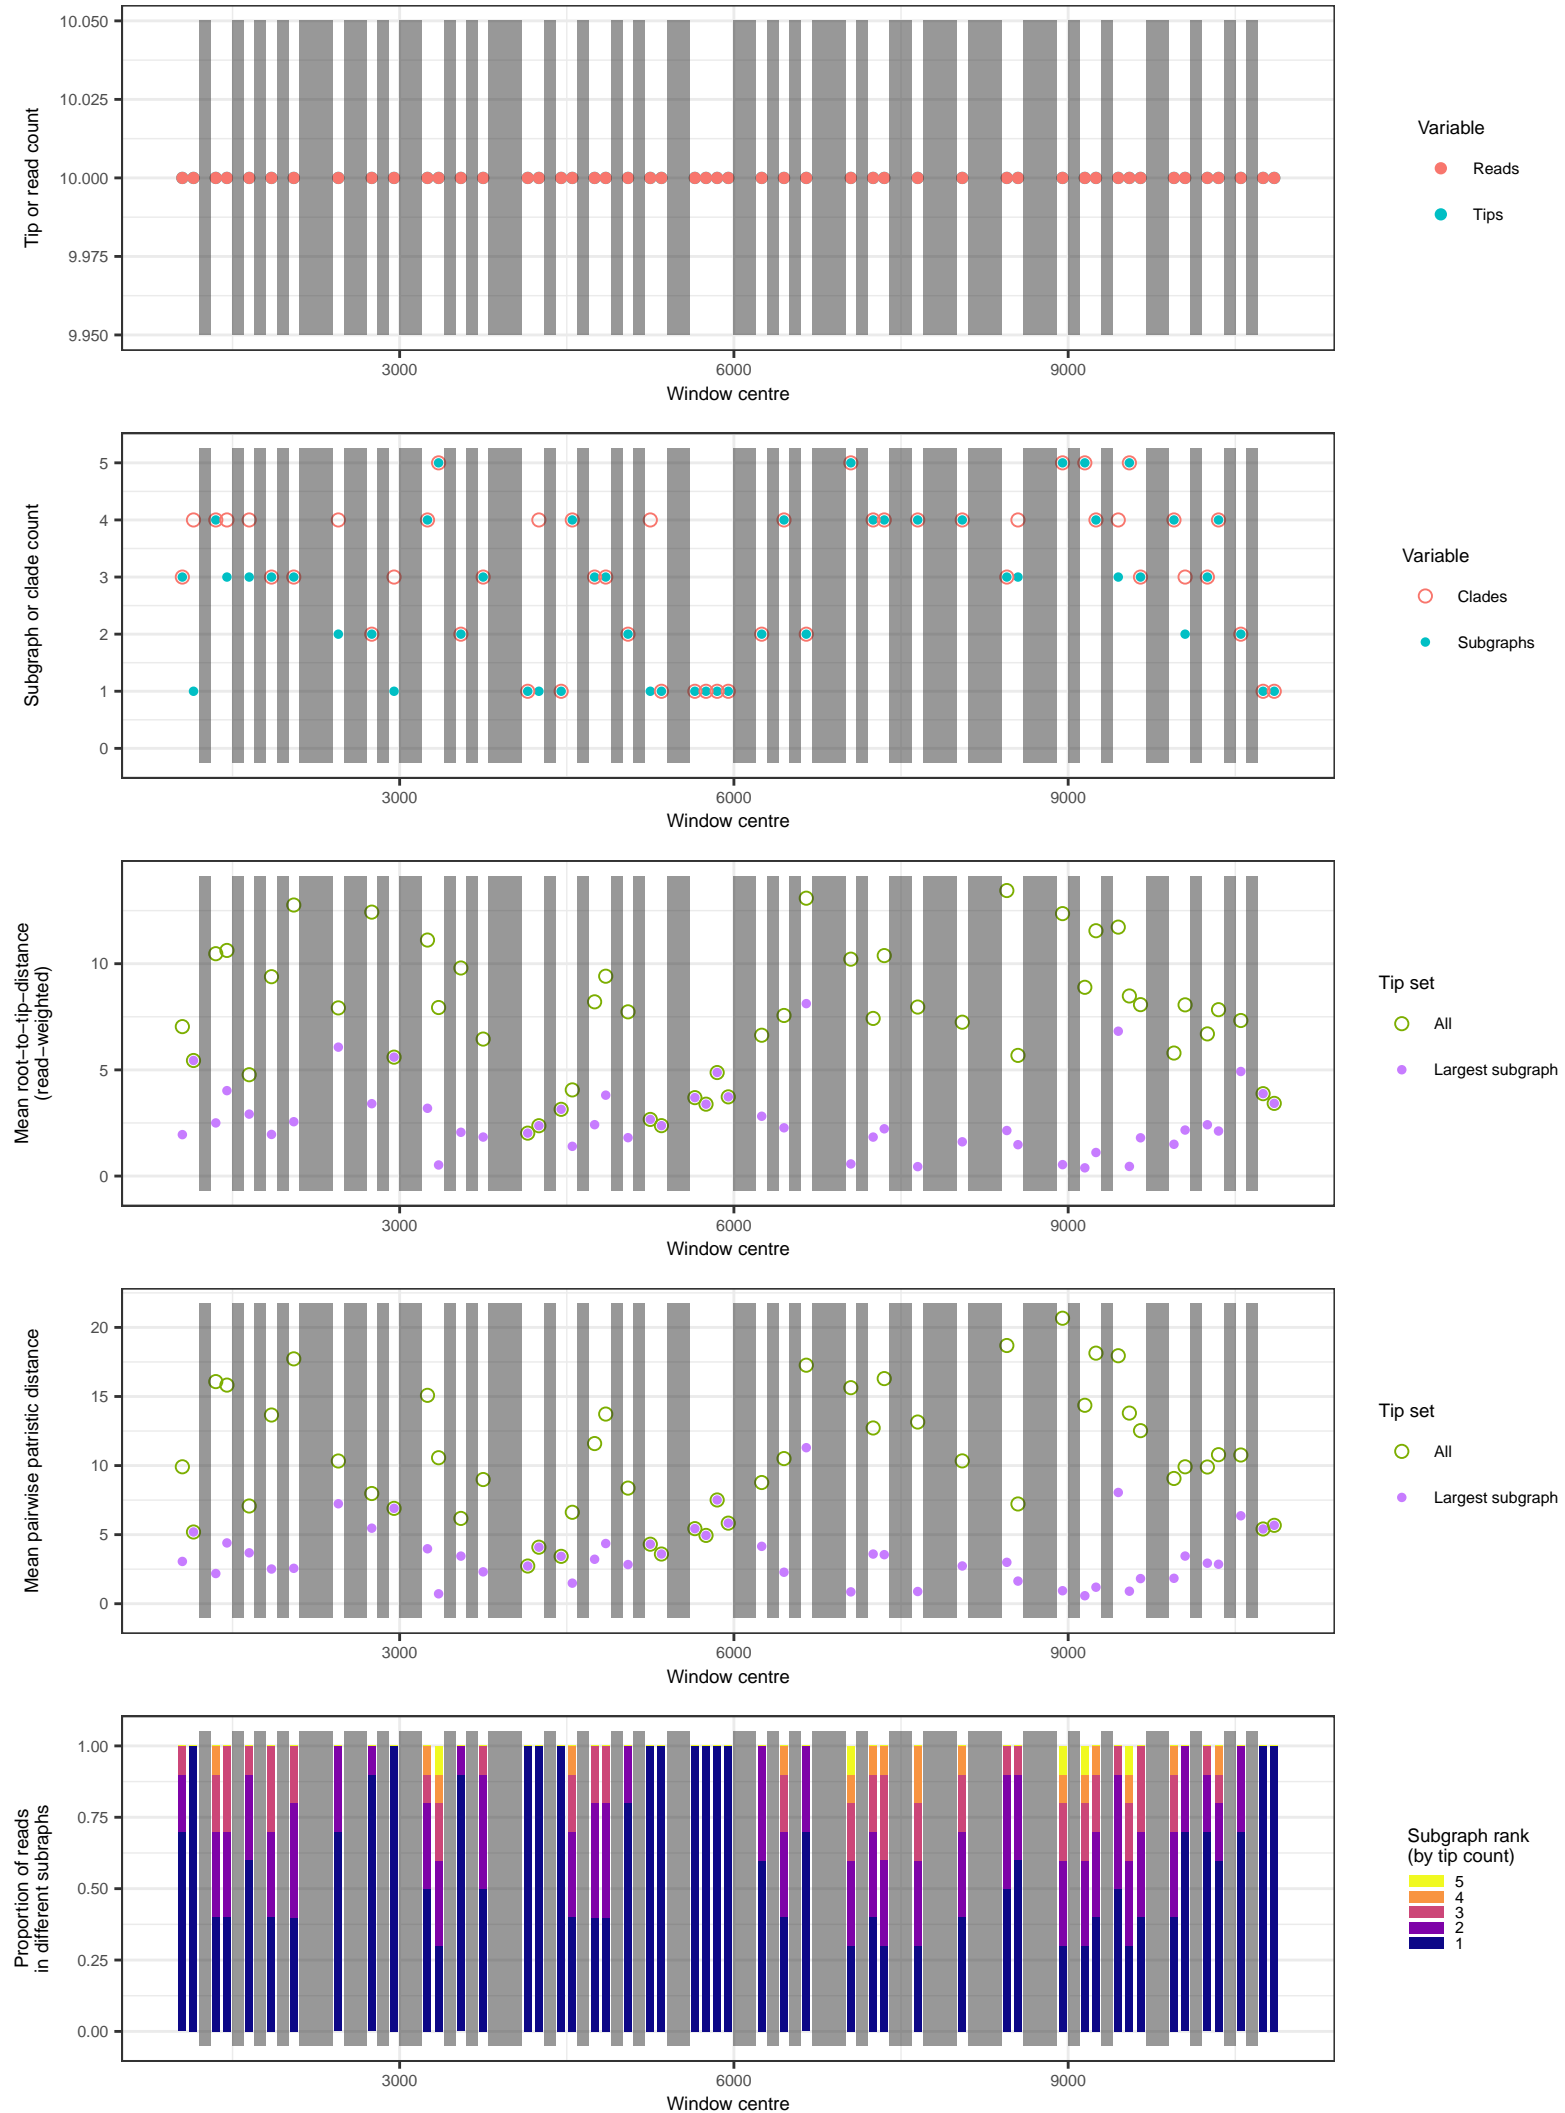 10.050
10.025
10.000
9.975
9.950
Tip or read count
3000
6000
9000
Window centre
Variable
Reads
Tips
5
4
3
2
1
0
Subgraph or clade count
3000
6000
9000
Window centre
Variable
Clades
Subgraphs
10
5
0
Mean root−to−tip−distance
(read−weighted)
3000
6000
9000
Window centre
Tip set
All
Largest subgraph
20
15
10
5
0
Mean pairwise patristic distance
3000
6000
9000
Window centre
Tip set
All
Largest subgraph
1.00
0.75
0.50
0.25
0.00
Proportion of reads
in different subraphs
3000
6000
9000
Window centre
Subgraph rank
(by tip count)
5
4
3
2
1